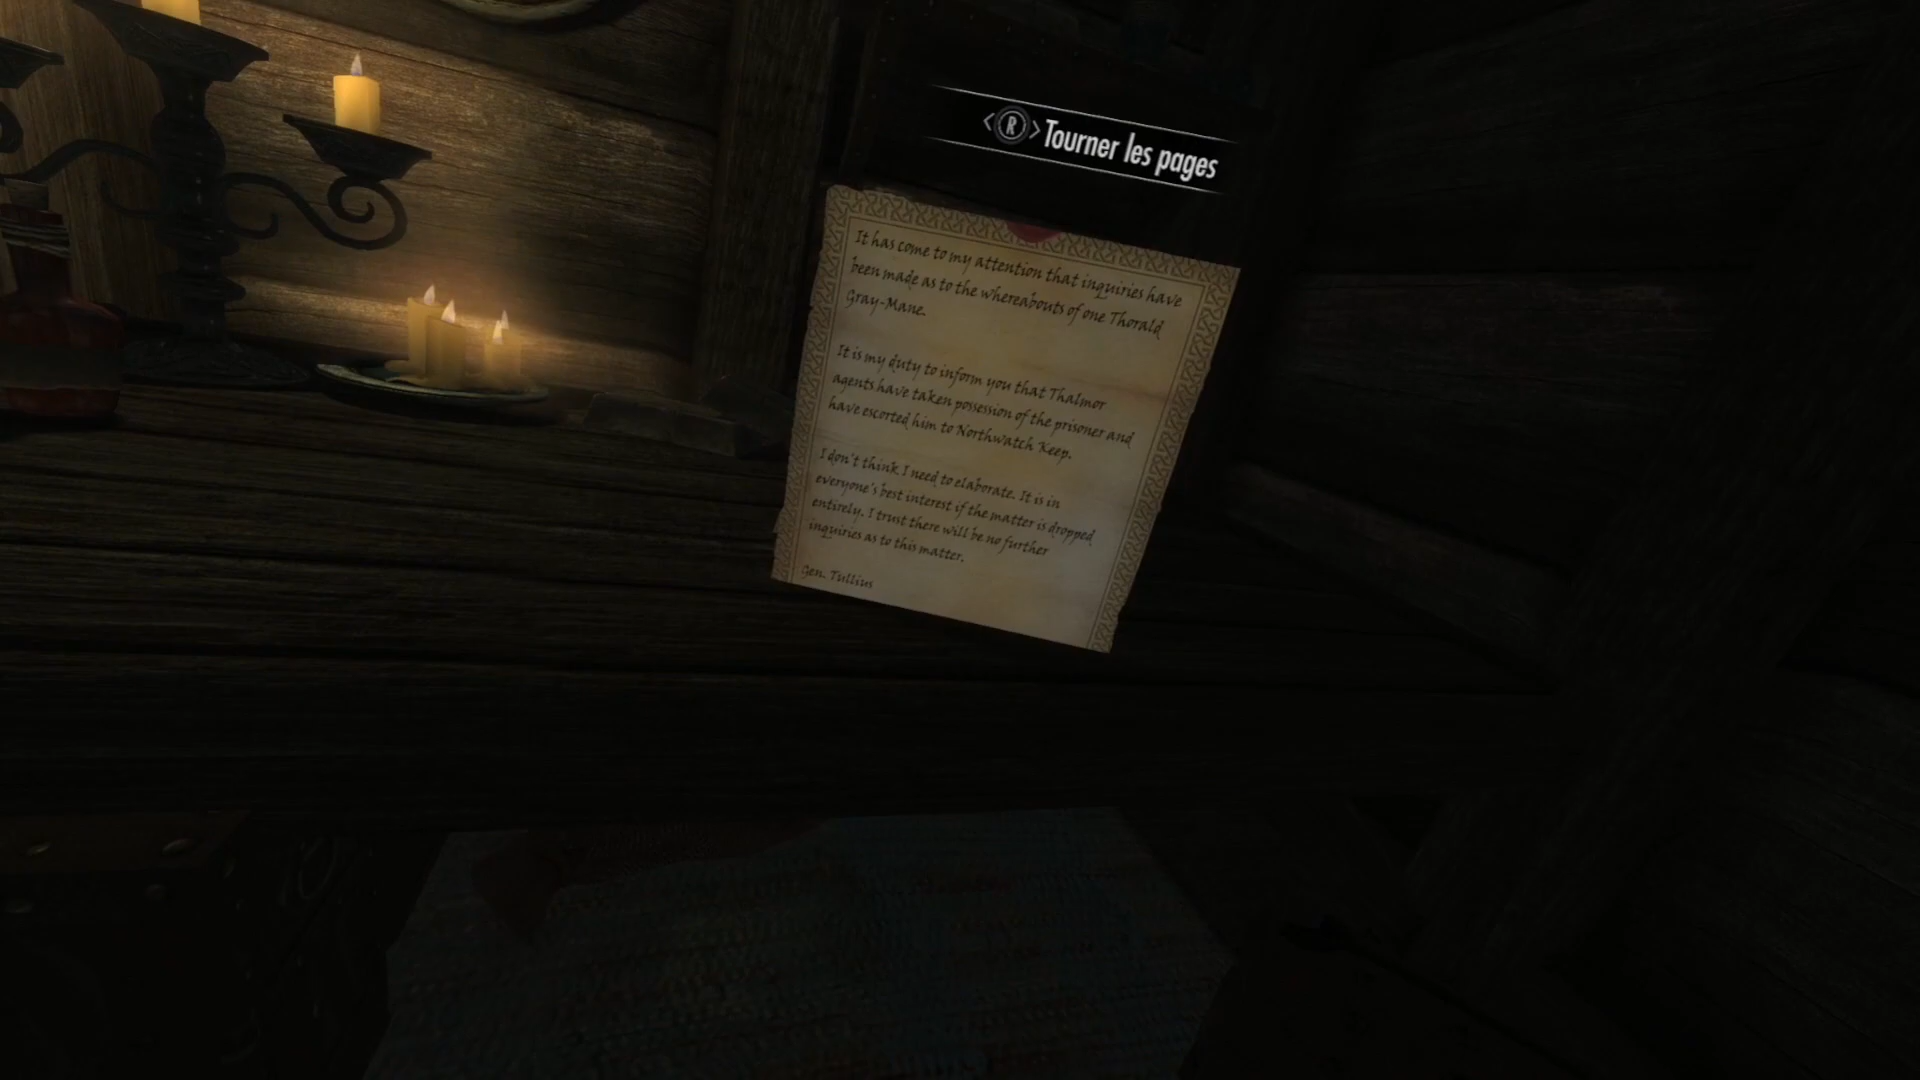 <R> Tourner les pages
It has come to my attention that inquiries have
been made as to the whereabouts of one Thorald
Gray-Mane.
It is my duty to inform you that Thalmor
agents have taken possession of the prisoner and
have escorted him to Northwatch Keep.
I don't think I need to elaborate. It is in
everyone's best interest if the matter is dropped
entirely. I trust there will be no further
inquiries as to this matter.
Gen. Tullius